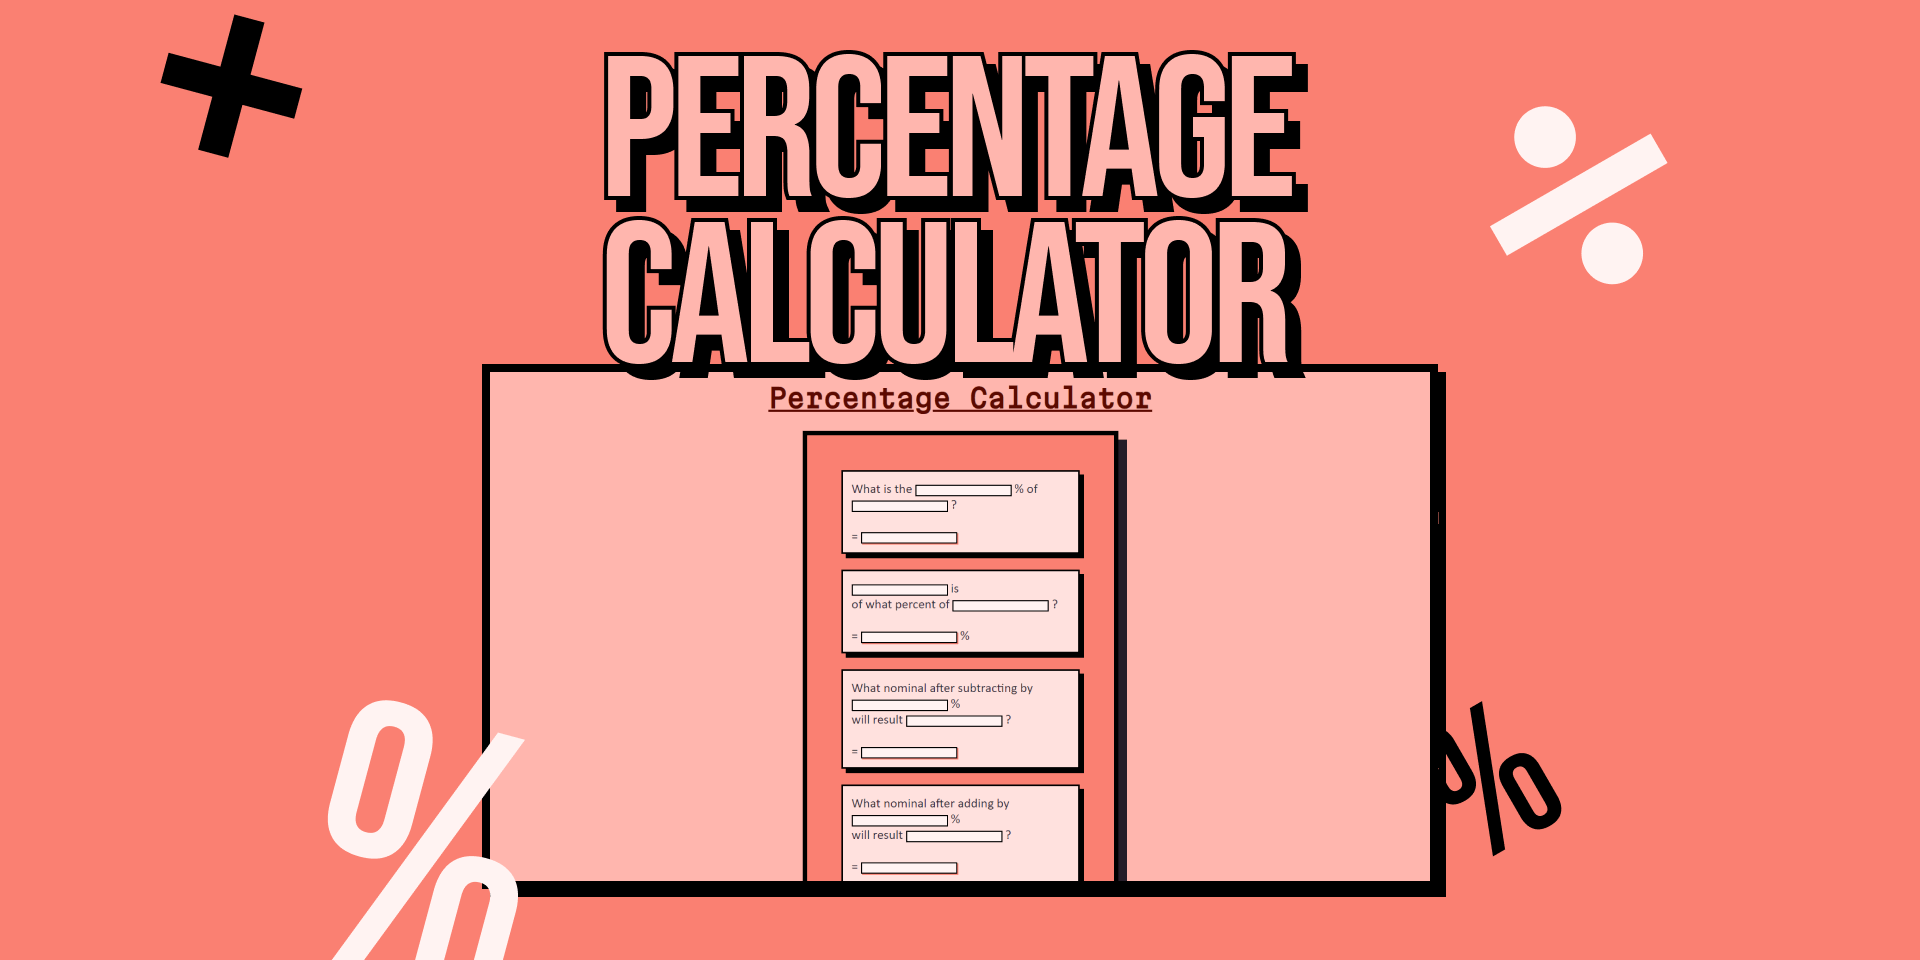 PERCENTAGE
CALCULATOR
Percentage Calculator
What is the % of
?
=
is
of what percent of ?
= %
What nominal after subtracting by
%
will result ?
=
What nominal after adding by
%
will result ?
=
%
%